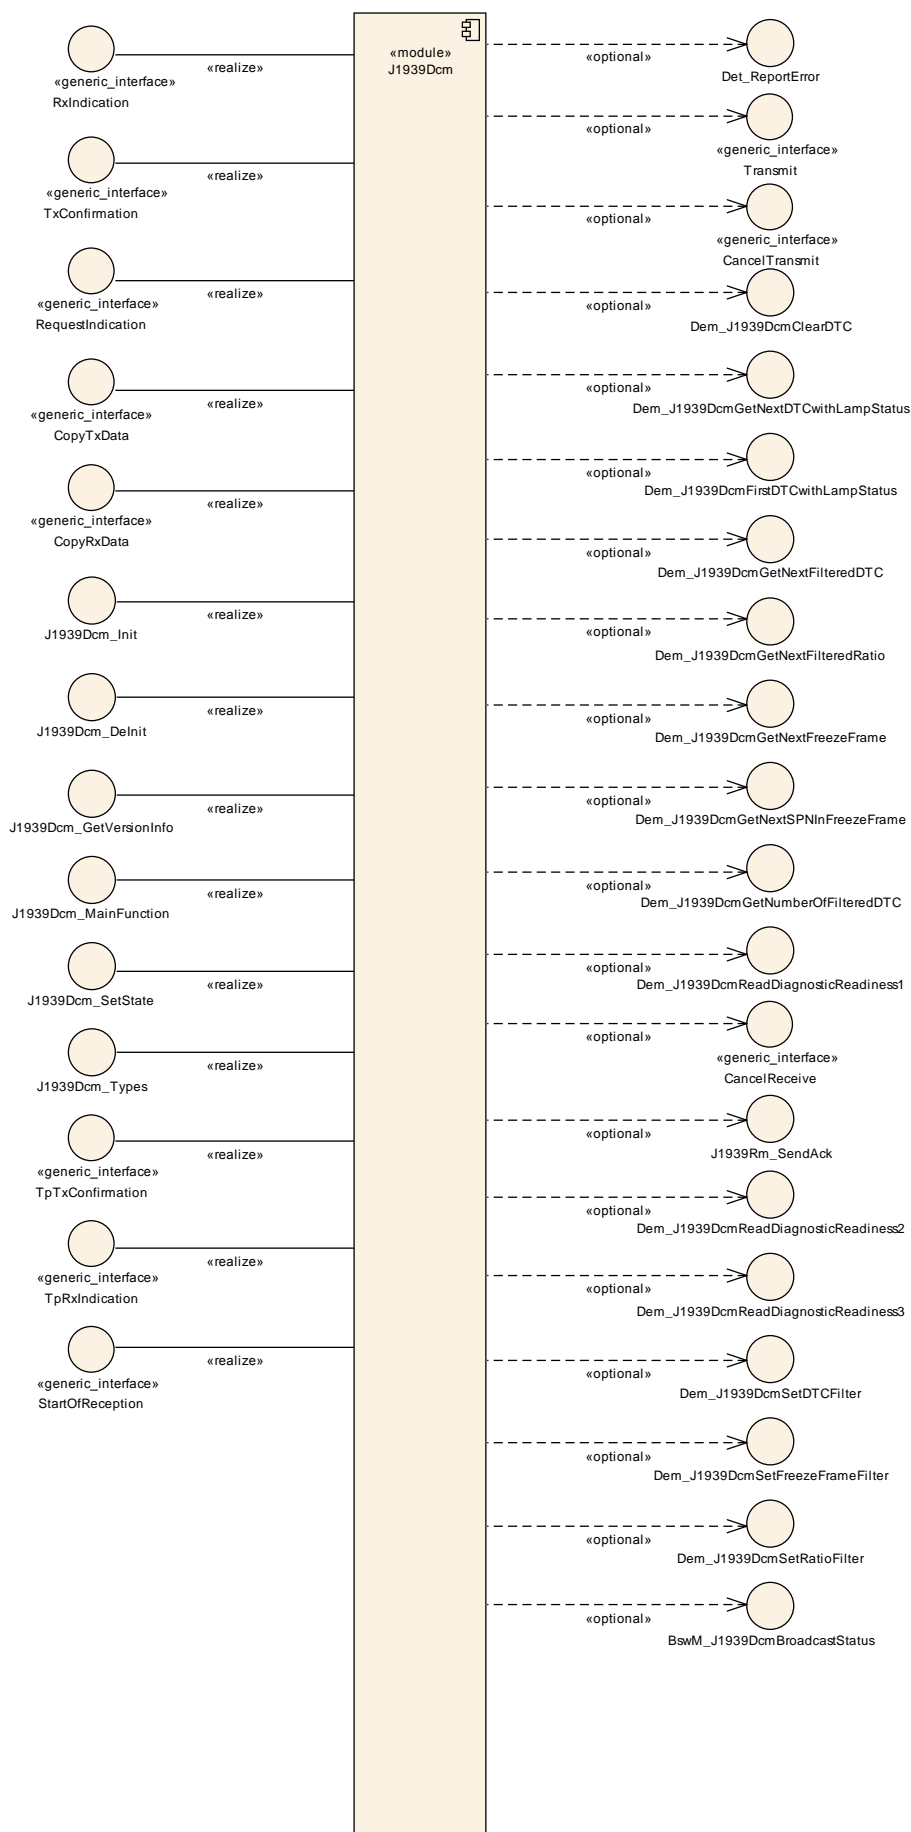 «module»
J1939Dcm
«realize»
«generic_interface»
RxIndication
«realize»
«generic_interface»
TxConfirmation
«realize»
«generic_interface»
RequestIndication
«realize»
«generic_interface»
CopyTxData
«realize»
«generic_interface»
CopyRxData
«realize»
J1939Dcm_Init
«realize»
J1939Dcm_DeInit
«realize»
J1939Dcm_GetVersionInfo
«realize»
J1939Dcm_MainFunction
«realize»
J1939Dcm_SetState
«realize»
J1939Dcm_Types
«realize»
«generic_interface»
TpTxConfirmation
«realize»
«generic_interface»
TpRxIndication
«realize»
«generic_interface»
StartOfReception
«optional»
Det_ReportError
«optional»
«generic_interface»
Transmit
«optional»
«generic_interface»
CancelTransmit
«optional»
Dem_J1939DcmClearDTC
«optional»
Dem_J1939DcmGetNextDTCwithLampStatus
«optional»
Dem_J1939DcmFirstDTCwithLampStatus
«optional»
Dem_J1939DcmGetNextFilteredDTC
«optional»
Dem_J1939DcmGetNextFilteredRatio
«optional»
Dem_J1939DcmGetNextFreezeFrame
«optional»
Dem_J1939DcmGetNextSPNInFreezeFrame
«optional»
Dem_J1939DcmGetNumberOfFilteredDTC
«optional»
Dem_J1939DcmReadDiagnosticReadiness1
«optional»
«generic_interface»
CancelReceive
«optional»
J1939Rm_SendAck
«optional»
Dem_J1939DcmReadDiagnosticReadiness2
«optional»
Dem_J1939DcmReadDiagnosticReadiness3
«optional»
Dem_J1939DcmSetDTCFilter
«optional»
Dem_J1939DcmSetFreezeFrameFilter
«optional»
Dem_J1939DcmSetRatioFilter
«optional»
BswM_J1939DcmBroadcastStatus